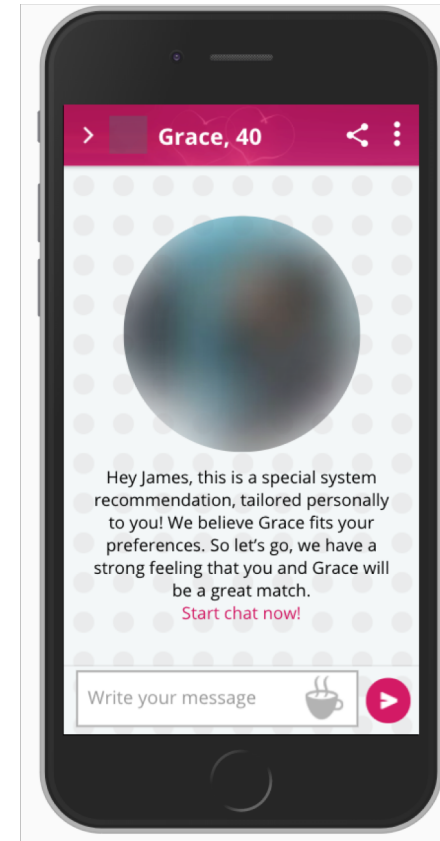 Grace, 40
Hey James, this is a special system
recommendation, tailored personally
to you! We believe Grace fits your
preferences. So let’s go, we have a
strong feeling that you and Grace will
be a great match.
Start chat now!
Write your message